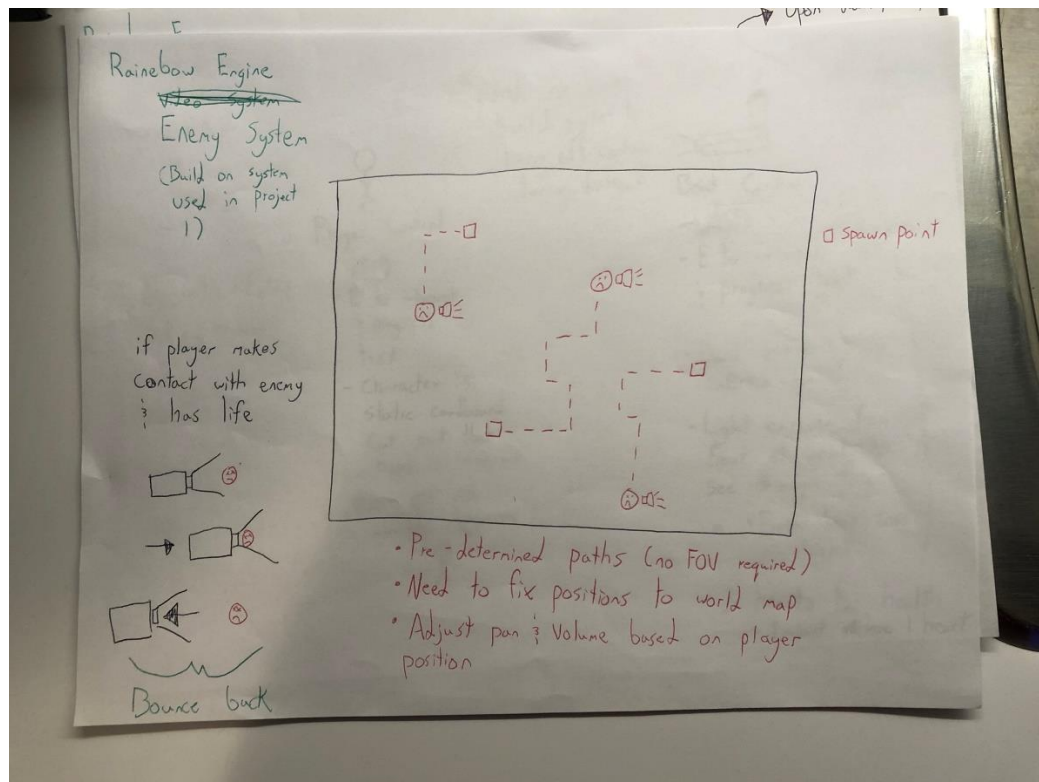 Rainebow Engine
Video System
Enemy System
(Build on system
used in project
1)
□ Spawn point
if player makes
contact with enemy
& has life
• Pre-determined paths (no FOV required)
• Need to fix positions to world map
• Adjust pan & Volume based on player
position
Bounce back